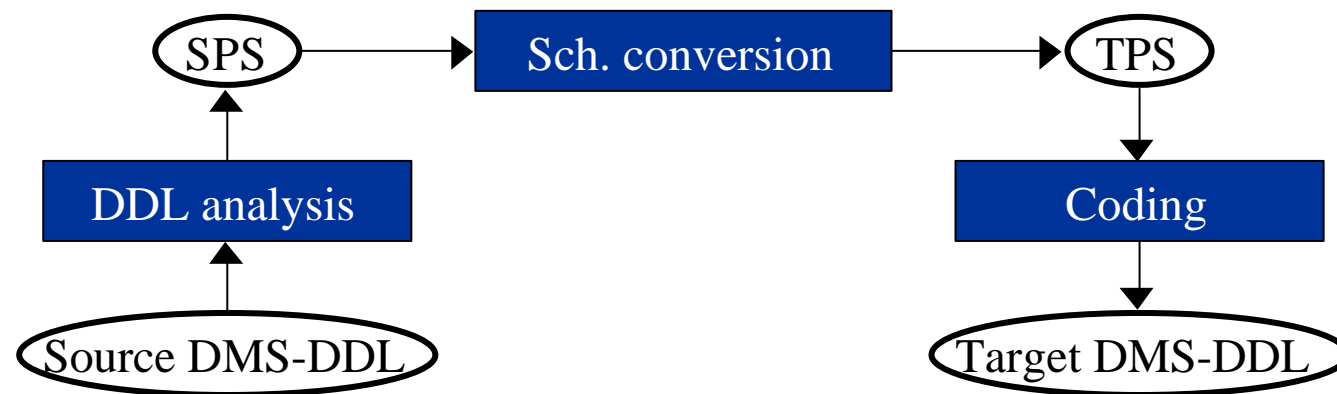 SPS
Sch. conversion
TPS
DDL analysis
Coding
Source DMS-DDL
Target DMS-DDL